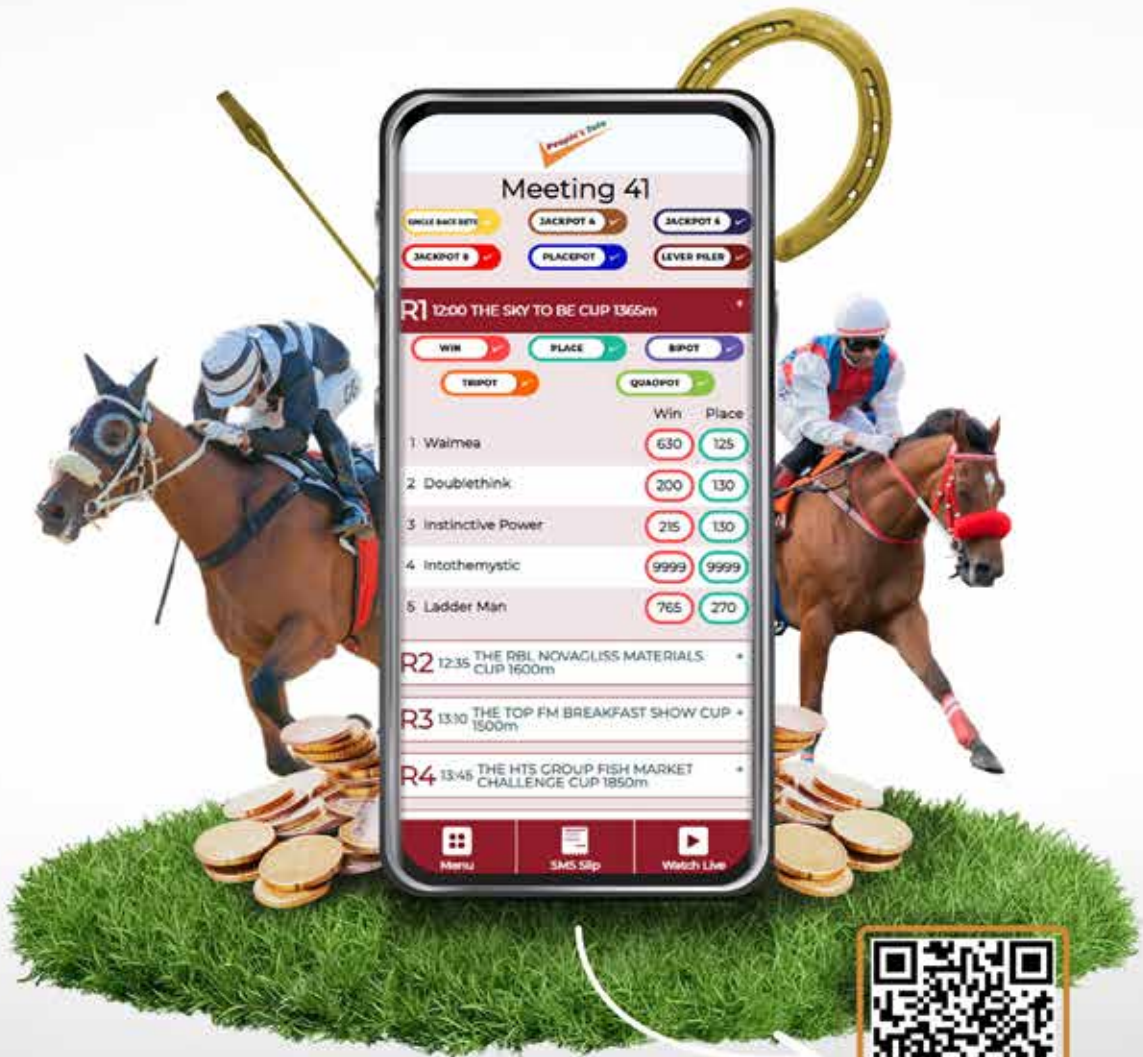 People's Tote
Meeting 41
SINGLE RACE BETS JACKPOT 4 JACKPOT 6
JACKPOT 8 PLACEPOT LEVER PILER
R1 12:00 THE SKY TO BE CUP 1365m
WIN PLACE BIPOT
TRIPOT QUADPOT
Win Place
1 Waimea 630 125
2 Doublethink 200 130
3 Instinctive Power 215 130
4 Intothemystic 9999 9999
5 Ladder Man 765 270
R2 12:35 THE RBL NOVAGLISS MATERIALS
CUP 1600m
R3 13:10 THE TOP FM BREAKFAST SHOW CUP
1500m
R4 13:45 THE HTS GROUP FISH MARKET
CHALLENGE CUP 1850m
Menu SMS Slip Watch Live